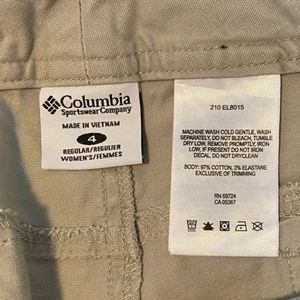 Columbia
Sportswear Company
MADE IN VIETNAM
4
REGULAR/REGULIER
WOMEN'S/FEMMES
210 EL8015
MACHINE WASH COLD GENTLE, WASH
SEPARATELY, DO NOT BLEACH, TUMBLE
DRY LOW, REMOVE PROMPTLY, IRON
LOW, IF PRESENT DO NOT IRON
DECAL, DO NOT DRYCLEAN
BODY: 97% COTTON, 3% ELASTANE
EXCLUSIVE OF TRIMMING
RN 69724
CA 05367